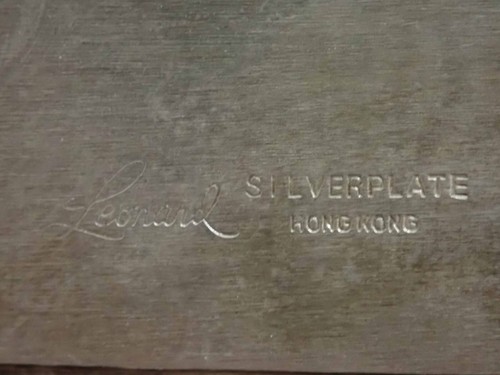 Leonard SILVERPLATE
HONG KONG